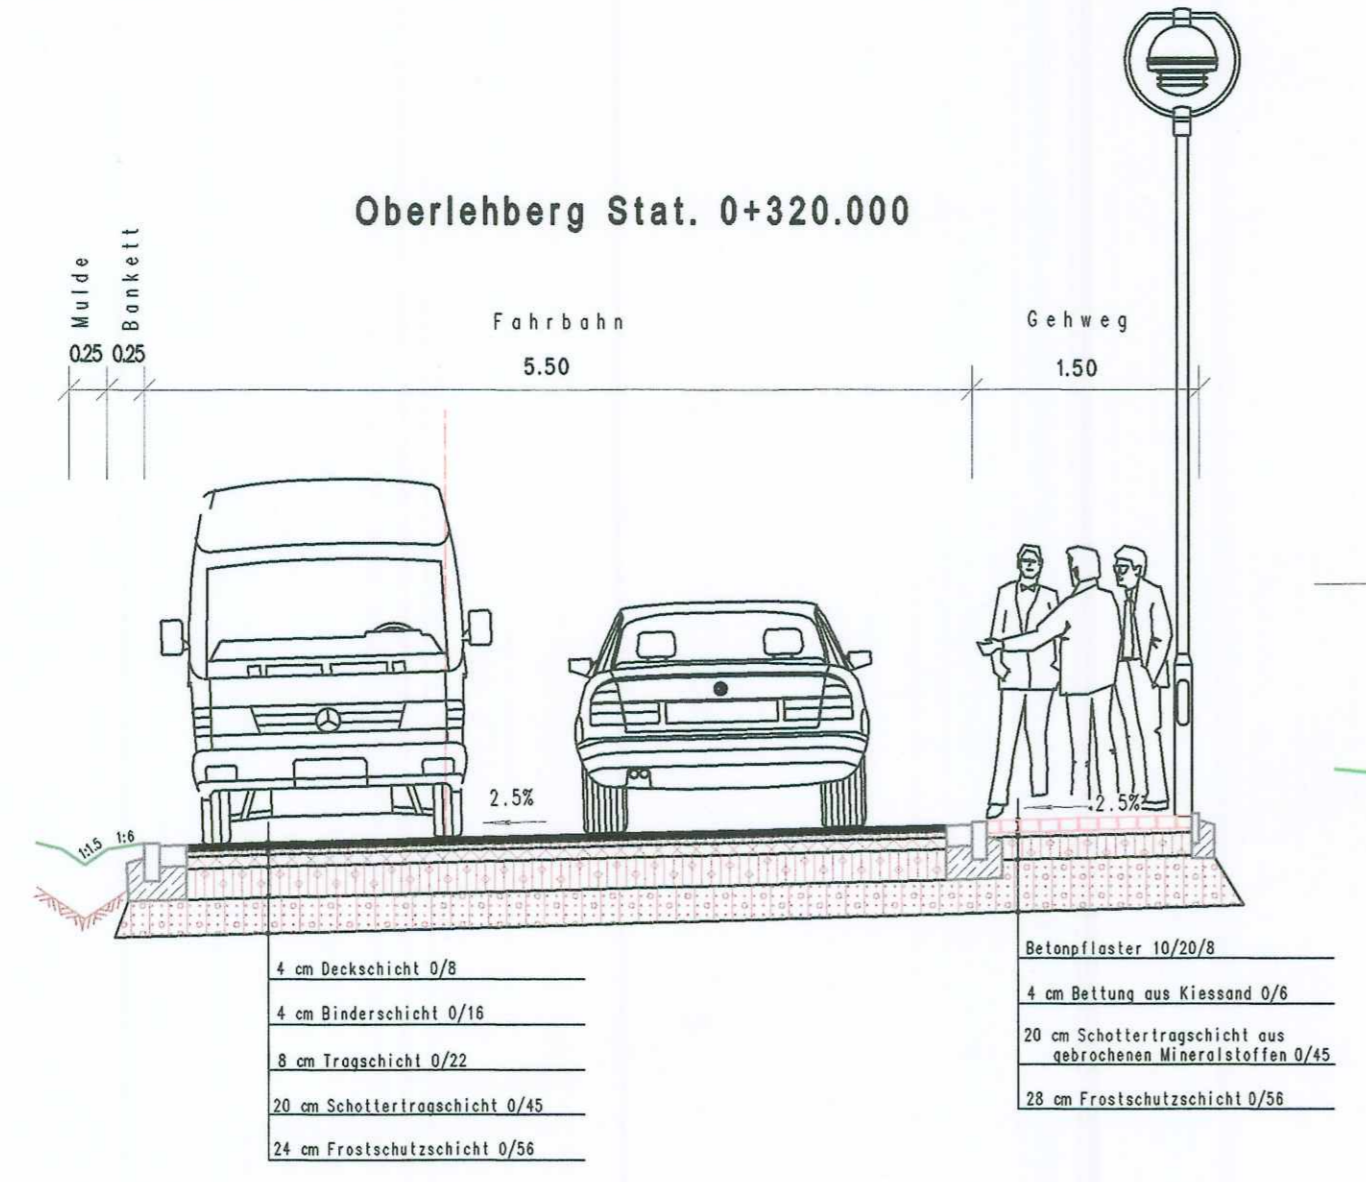 Oberlehberg Stat. 0+320.000
Mulde
Bankett
Fahrbahn
Gehweg
0.25
0.25
5.50
1.50
2.5%
2.5%
1:1.5
1:6
4 cm Deckschicht 0/8
4 cm Binderschicht 0/16
8 cm Tragschicht 0/22
20 cm Schottertragschicht 0/45
24 cm Frostschutzschicht 0/56
Betonpflaster 10/20/8
4 cm Bettung aus Kiessand 0/6
20 cm Schottertragschicht aus
gebrochenen Mineralstoffen 0/45
28 cm Frostschutzschicht 0/56